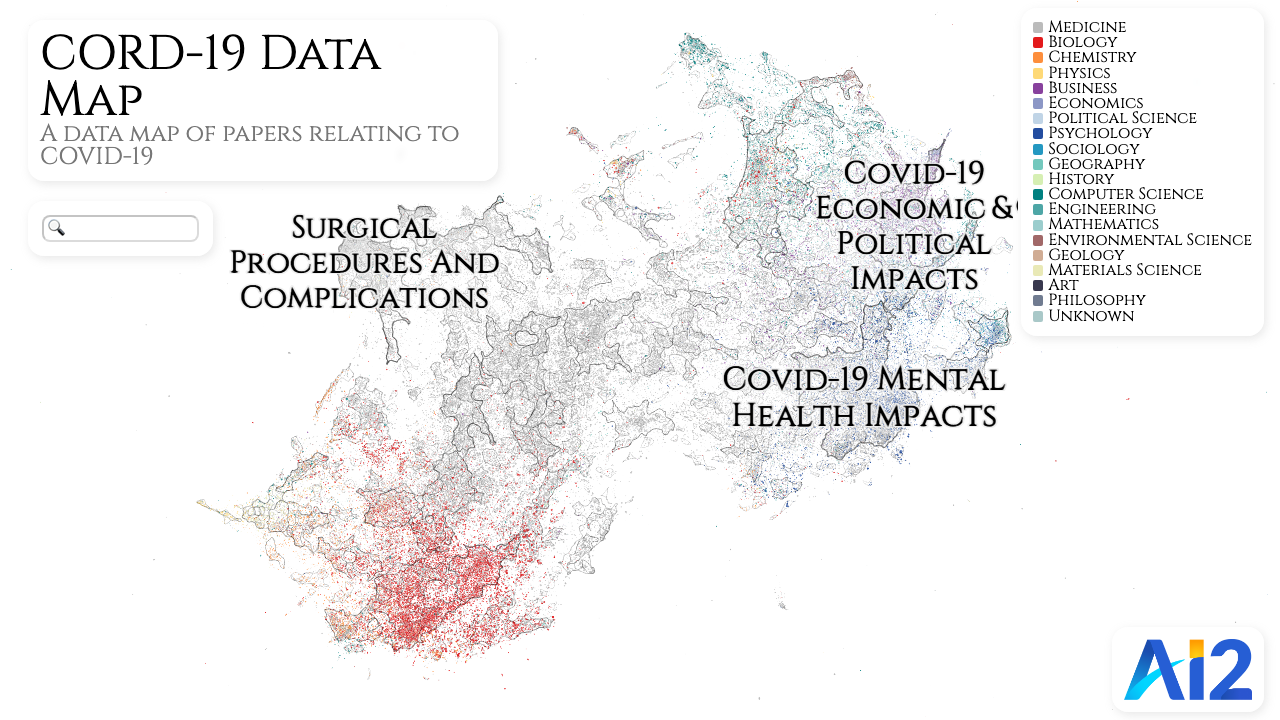 CORD-19 Data
Map
A data map of papers relating to
COVID-19
Surgical
Procedures And
Complications
Covid-19
Economic &
Political
Impacts
Covid-19 Mental
Health Impacts
Medicine
Biology
Chemistry
Physics
Business
Economics
Political Science
Psychology
Sociology
Geography
History
Computer Science
Engineering
Mathematics
Environmental Science
Geology
Materials Science
Art
Philosophy
Unknown
Ai2